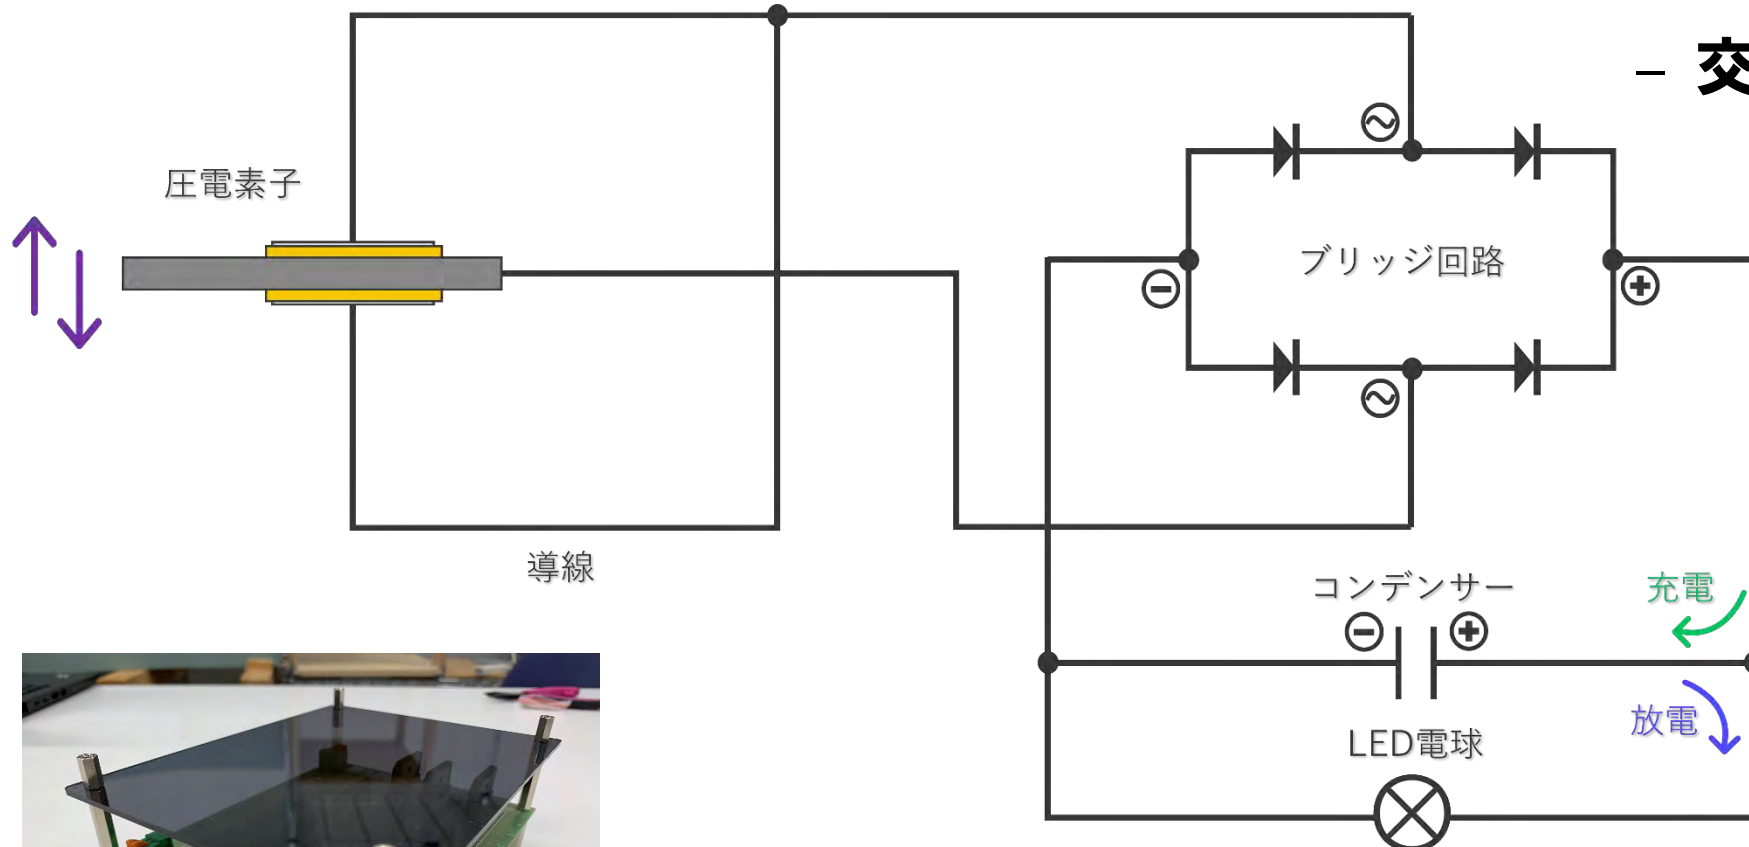 – 交
圧電素子
ブリッジ回路
導線
コンデンサー
充電
放電
LED電球